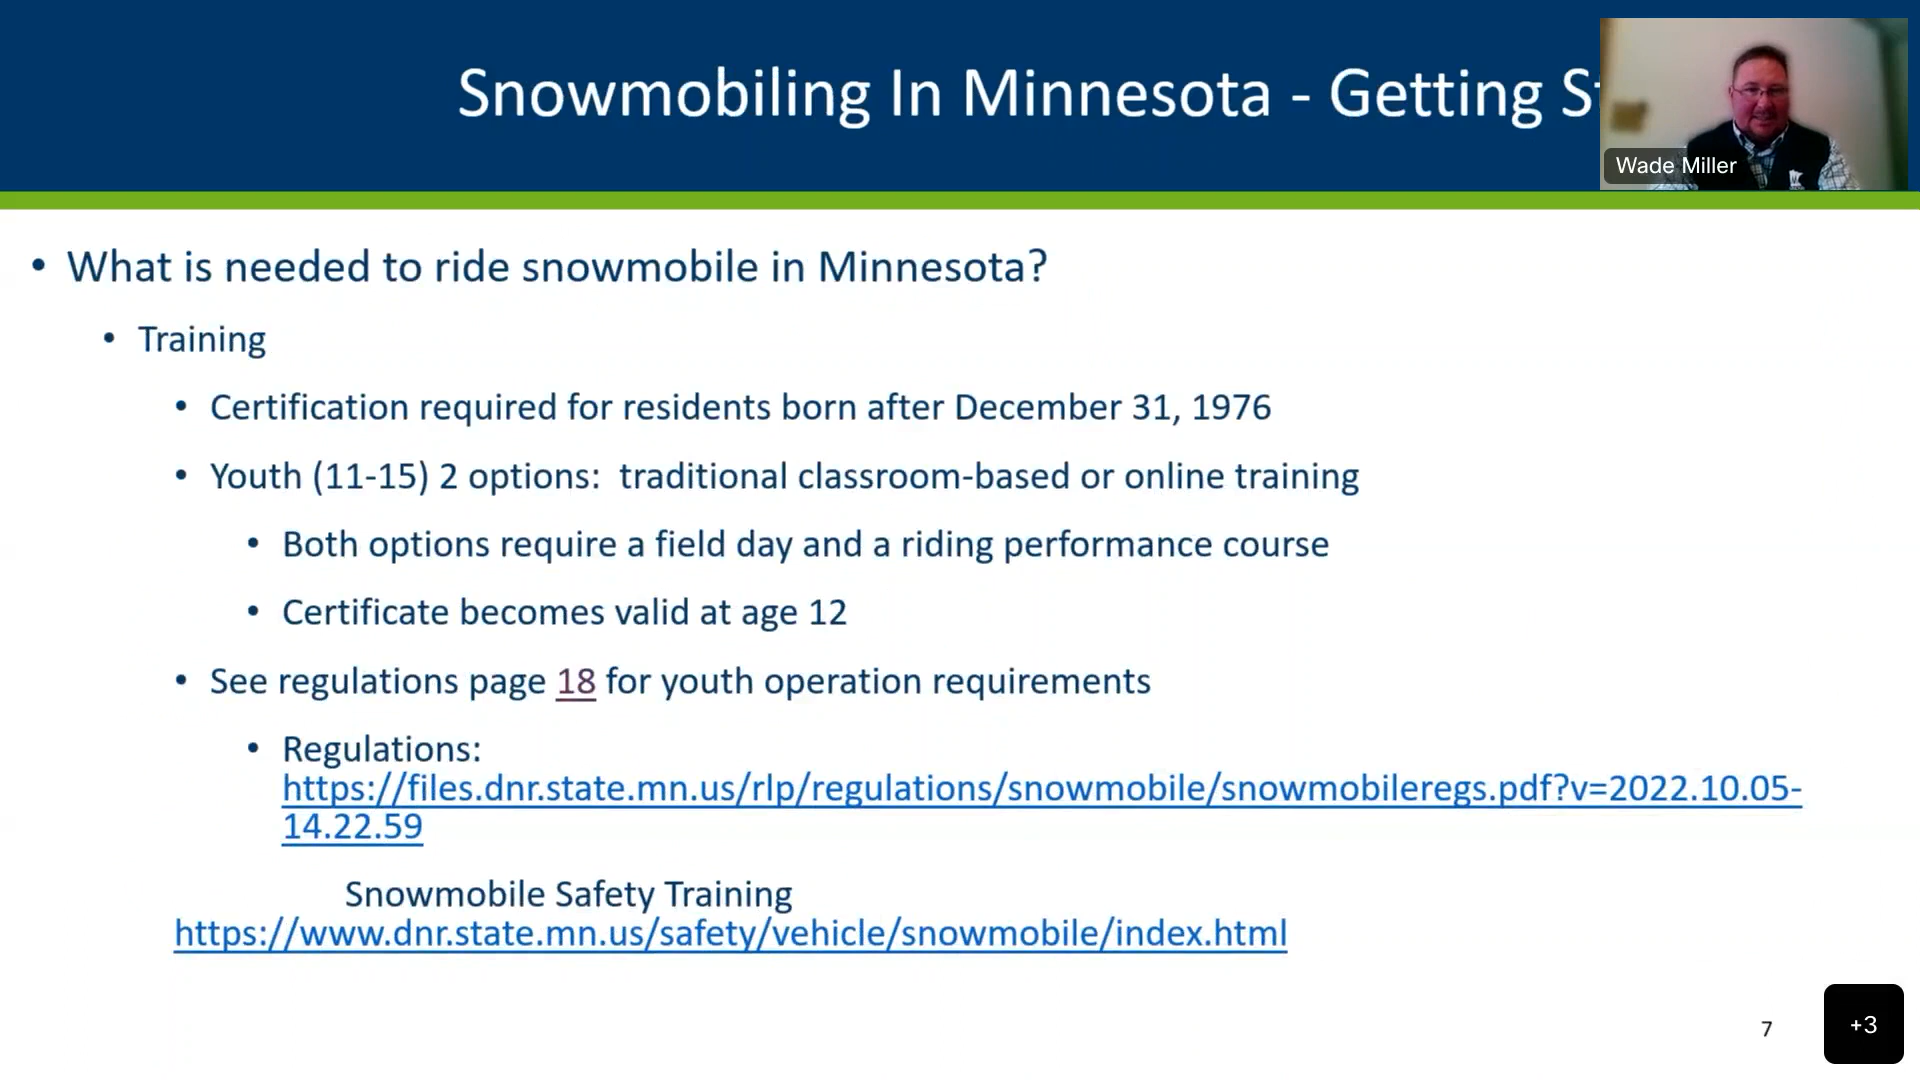 Snowmobiling In Minnesota - Getting
Wade Miller
• What is needed to ride snowmobile in Minnesota?
• Training
• Certification required for residents born after December 31, 1976
• Youth (11-15) 2 options:  traditional classroom-based or online training
• Both options require a field day and a riding performance course
• Certificate becomes valid at age 12
• See regulations page 18 for youth operation requirements
• Regulations:
https://files.dnr.state.mn.us/rlp/regulations/snowmobile/snowmobileregs.pdf?v=2022.10.05-
14.22.59
Snowmobile Safety Training
https://www.dnr.state.mn.us/safety/vehicle/snowmobile/index.html
7
+3